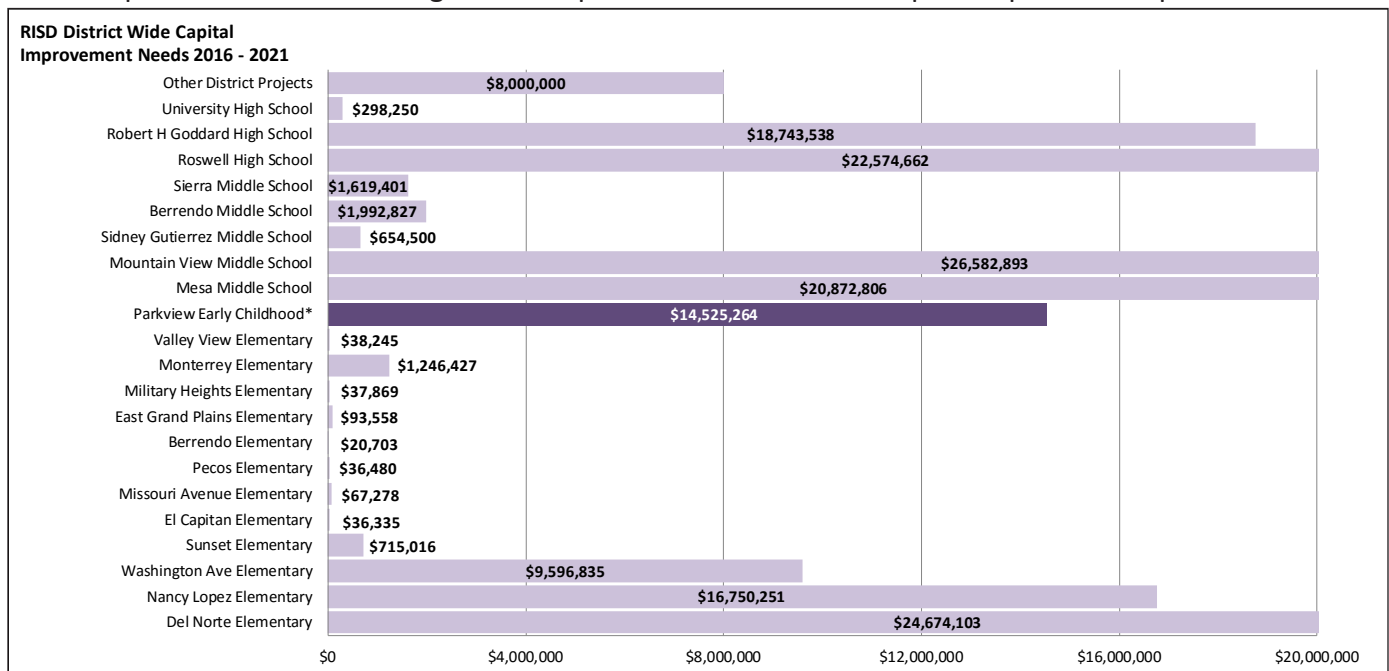 RISD District Wide Capital
Improvement Needs 2016 - 2021
Other District Projects $8,000,000
University High School $298,250
Robert H Goddard High School $18,743,538
Roswell High School $22,574,662
Sierra Middle School $1,619,401
Berrendo Middle School $1,992,827
Sidney Gutierrez Middle School $654,500
Mountain View Middle School $26,582,893
Mesa Middle School $20,872,806
Parkview Early Childhood* $14,525,264
Valley View Elementary $38,245
Monterrey Elementary $1,246,427
Military Heights Elementary $37,869
East Grand Plains Elementary $93,558
Berrendo Elementary $20,703
Pecos Elementary $36,480
Missouri Avenue Elementary $67,278
El Capitan Elementary $36,335
Sunset Elementary $715,016
Washington Ave Elementary $9,596,835
Nancy Lopez Elementary $16,750,251
Del Norte Elementary $24,674,103
$0 $4,000,000 $8,000,000 $12,000,000 $16,000,000 $20,000,000